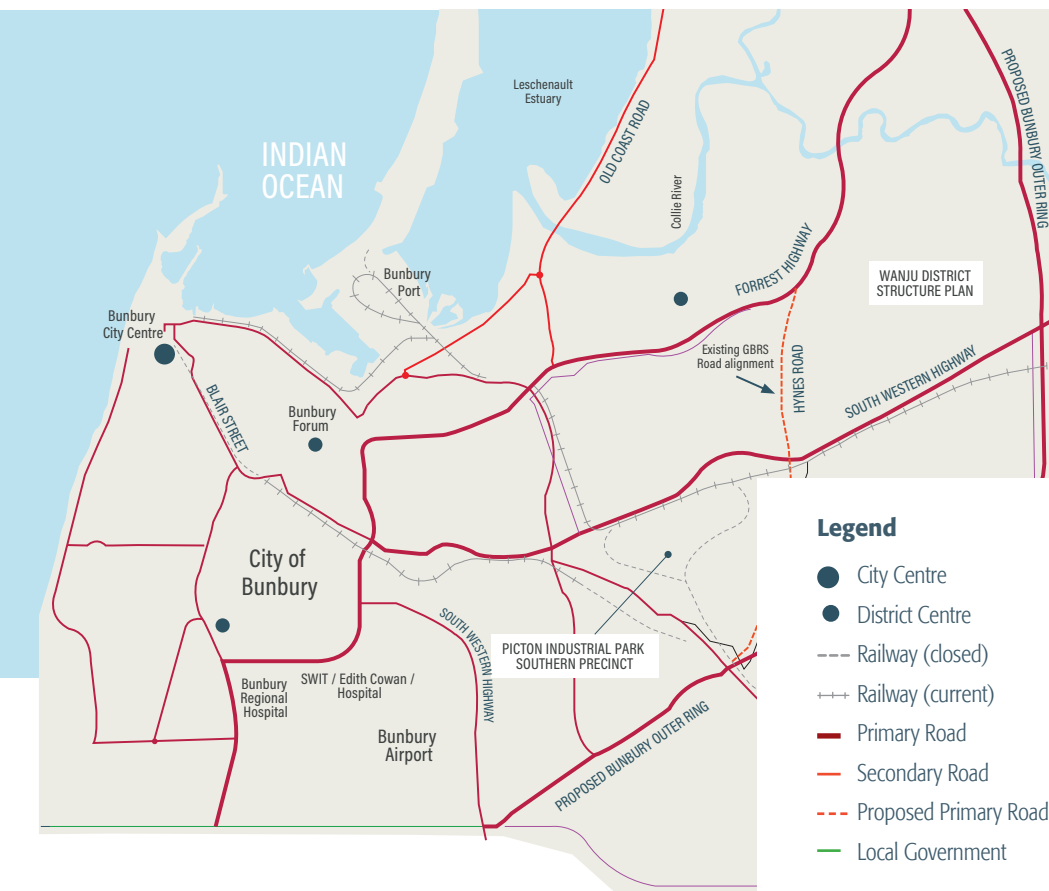 Leschenault
Estuary
INDIAN
OCEAN
OLD COAST ROAD
Collie River
PROPOSED BUNBURY OUTER RING
FORREST HIGHWAY
WANJU DISTRICT
STRUCTURE PLAN
Bunbury
Port
Bunbury
City Centre
Existing GBRS
Road alignment
HYNES ROAD
SOUTH WESTERN HIGHWAY
BLAIR STREET
Bunbury
Forum
City of
Bunbury
SOUTH WESTERN HIGHWAY
PICTON INDUSTRIAL PARK
SOUTHERN PRECINCT
SWIT / Edith Cowan /
Hospital
Bunbury
Regional
Hospital
Bunbury
Airport
PROPOSED BUNBURY OUTER RING
Legend
City Centre
District Centre
Railway (closed)
Railway (current)
Primary Road
Secondary Road
Proposed Primary Road
Local Government